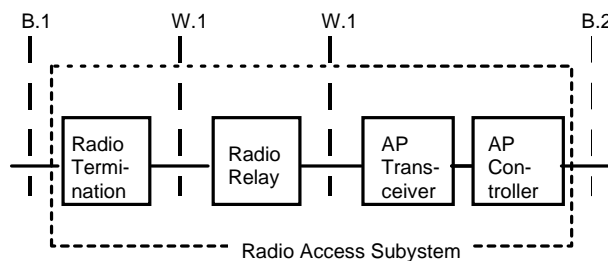 B.1 W.1 W.1 B.2
Radio
Termi-
nation
Radio
Relay
AP
Trans-
ceiver
AP
Con-
troller
Radio Access Subystem